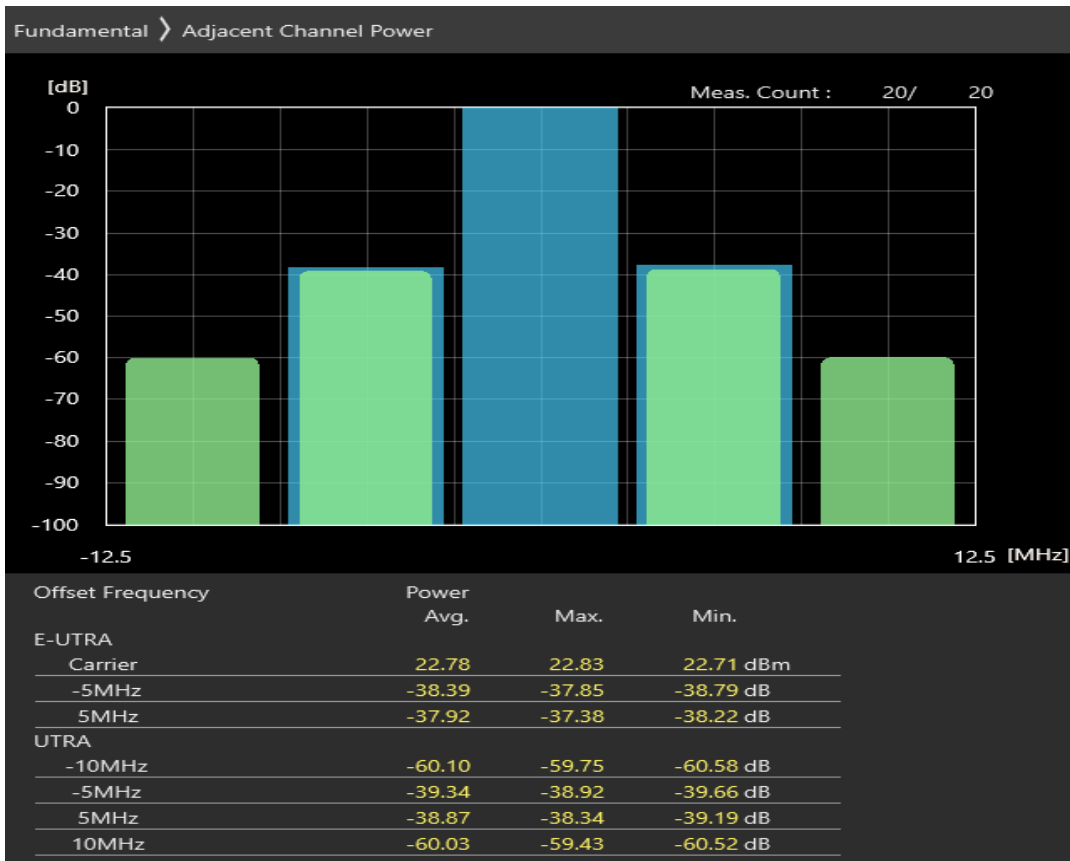 Fundamental 〉 Adjacent Channel Power
[dB]
Meas. Count : 20/ 20
0
-10
-20
-30
-40
-50
-60
-70
-80
-90
-100
-12.5 12.5 [MHz]
Offset Frequency Power
Avg. Max. Min.
E-UTRA
Carrier 22.78 22.83 22.71 dBm
-5MHz -38.39 -37.85 -38.79 dB
5MHz -37.92 -37.38 -38.22 dB
UTRA
-10MHz -60.10 -59.75 -60.58 dB
-5MHz -39.34 -38.92 -39.66 dB
5MHz -38.87 -38.34 -39.19 dB
10MHz -60.03 -59.43 -60.52 dB